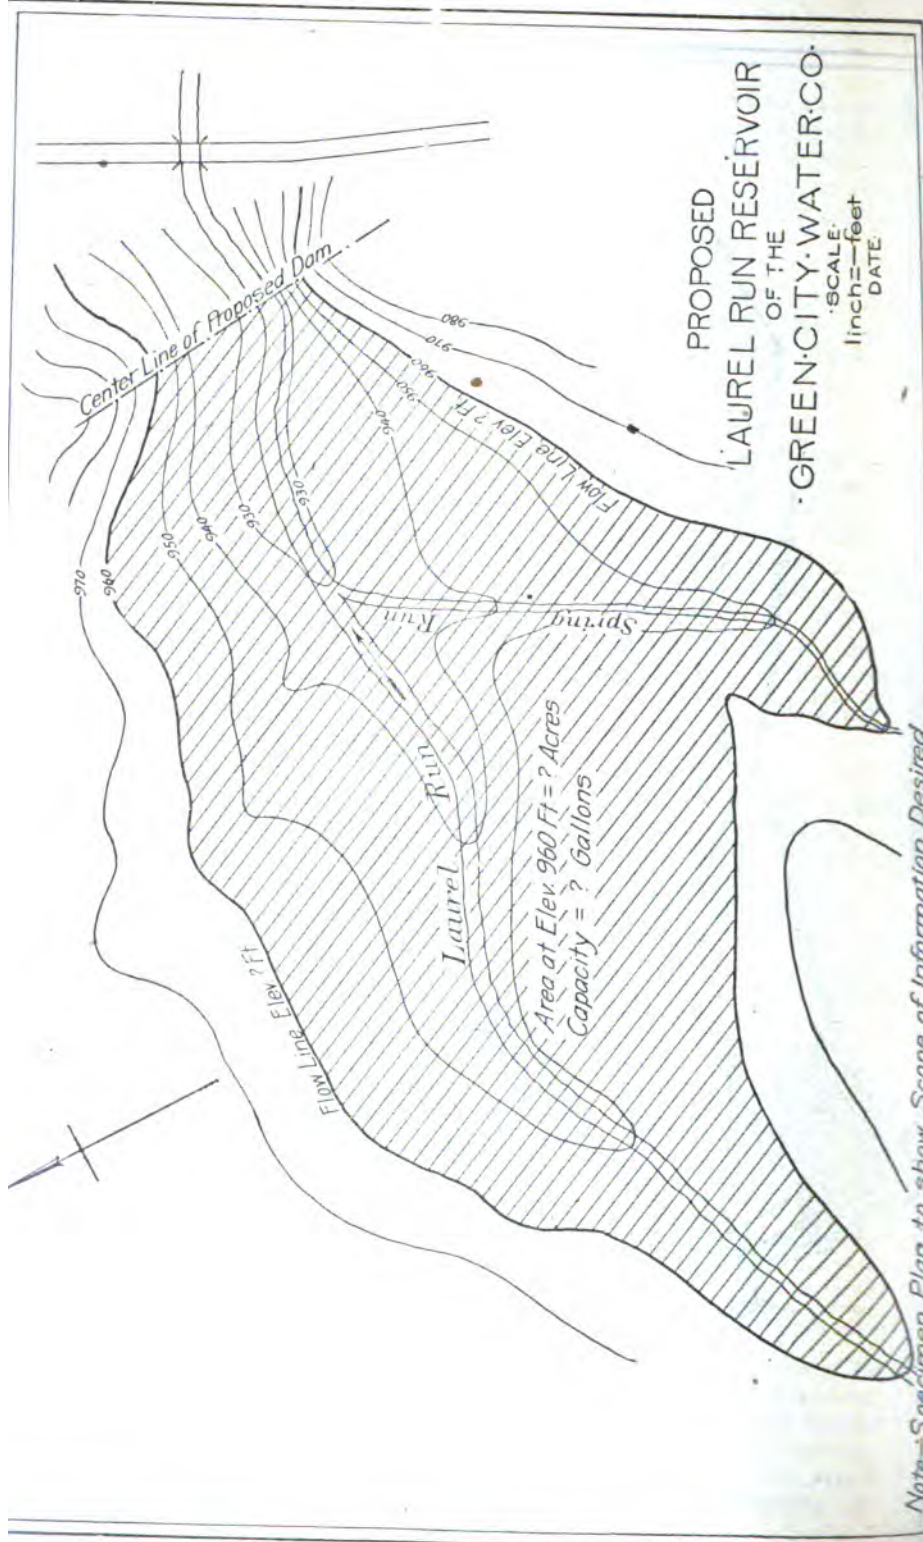 PROPOSED
LAUREL RUN RESERVOIR
OF THE
·GREEN·CITY·WATER·CO·
·SCALE·
1inch=—feet
DATE
Center Line of Proposed Dam
970
960
950
940
930
930
940
950
960
970
980
Flow Line Elev. ? Ft.
Flow Line Elev ? Ft
Laurel Run
Spring Run
Area at Elev. 960 Ft = ? Acres
Capacity = ? Gallons
Note—Specimen Plan to show Scope of Information Desired